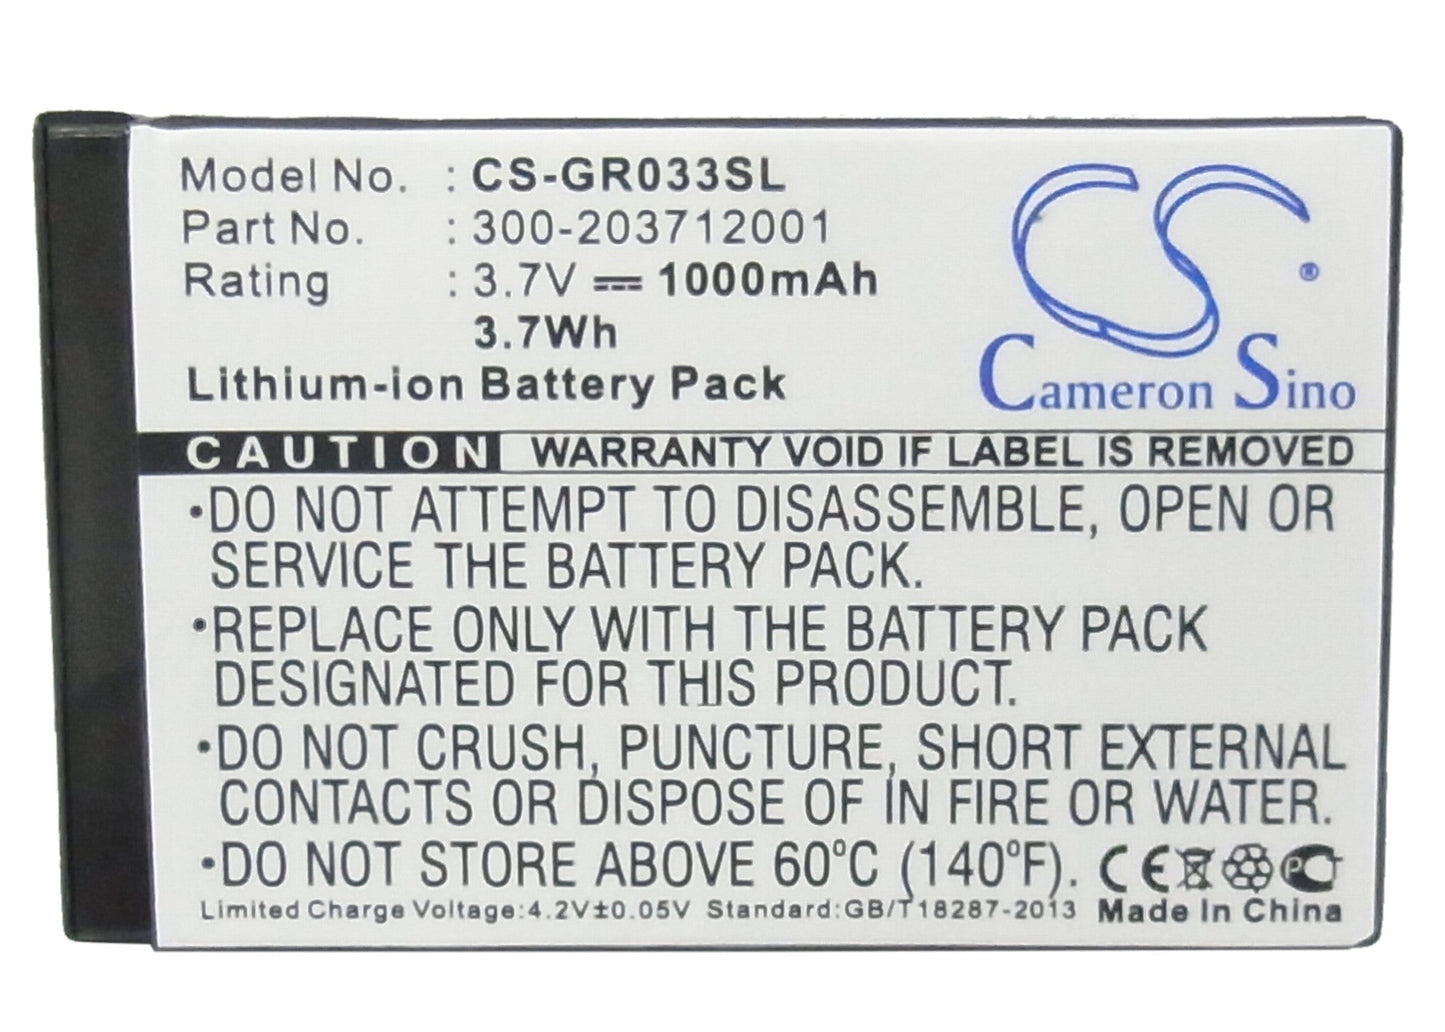 Model No. : CS-GR033SL
Part No. : 300-203712001
Rating : 3.7V ⎓ 1000mAh
3.7Wh
Lithium-ion Battery Pack
CS ®
Cameron Sino
CAUTION WARRANTY VOID IF LABEL IS REMOVED
•DO NOT ATTEMPT TO DISASSEMBLE, OPEN OR
SERVICE THE BATTERY PACK.
•REPLACE ONLY WITH THE BATTERY PACK
DESIGNATED FOR THIS PRODUCT.
•DO NOT CRUSH, PUNCTURE, SHORT EXTERNAL
CONTACTS OR DISPOSE OF IN FIRE OR WATER.
•DO NOT STORE ABOVE 60°C (140°F). CE PC
Limited Charge Voltage:4.2V±0.05V Standard:GB/T18287-2013 Made In China